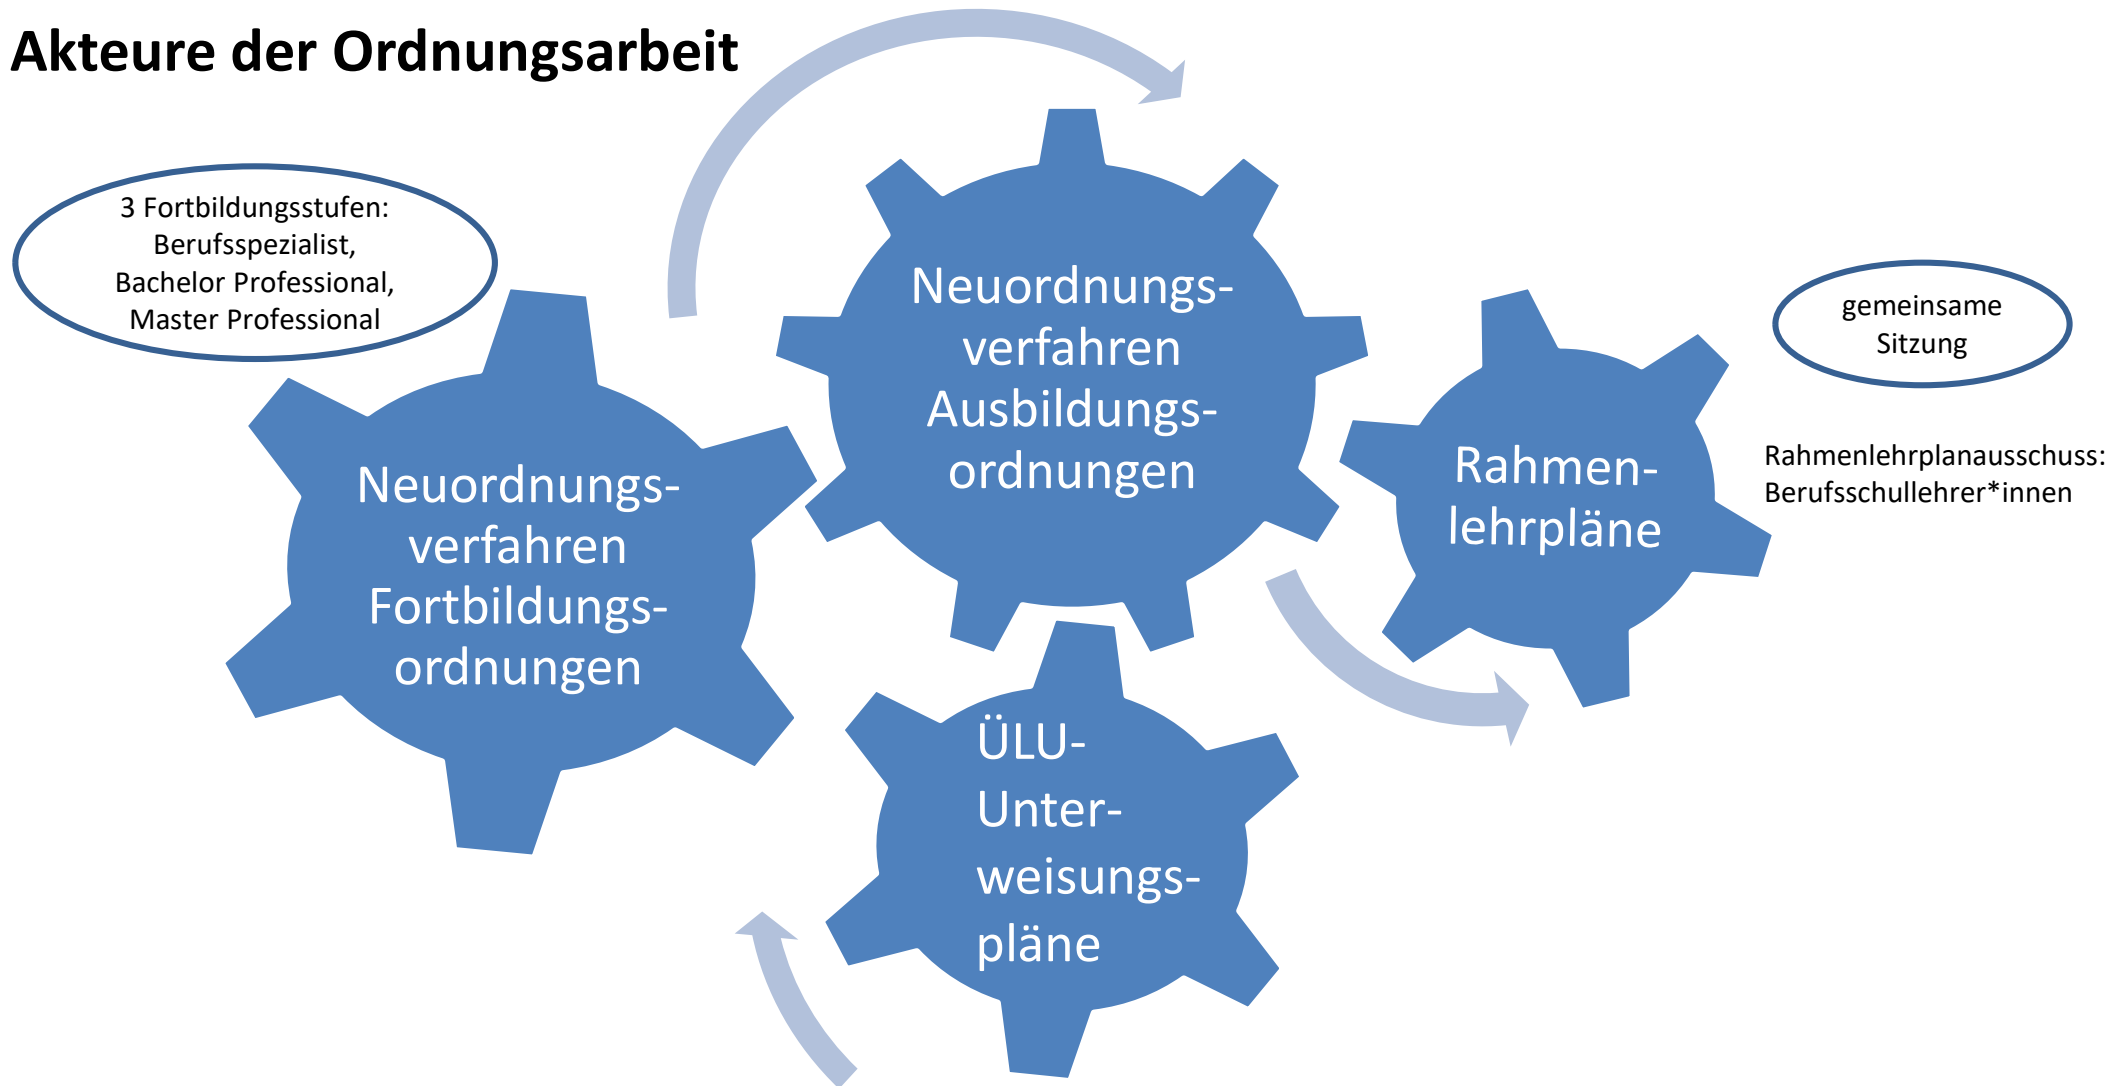 Akteure der Ordnungsarbeit
3 Fortbildungsstufen:
Berufsspezialist,
Bachelor Professional,
Master Professional
Neuordnungs-
verfahren
Fortbildungs-
ordnungen
Neuordnungs-
verfahren
Ausbildungs-
ordnungen
ÜLU-
Unter-
weisungs-
pläne
Rahmen-
lehrpläne
gemeinsame
Sitzung
Rahmenlehrplanausschuss:
Berufsschullehrer*innen